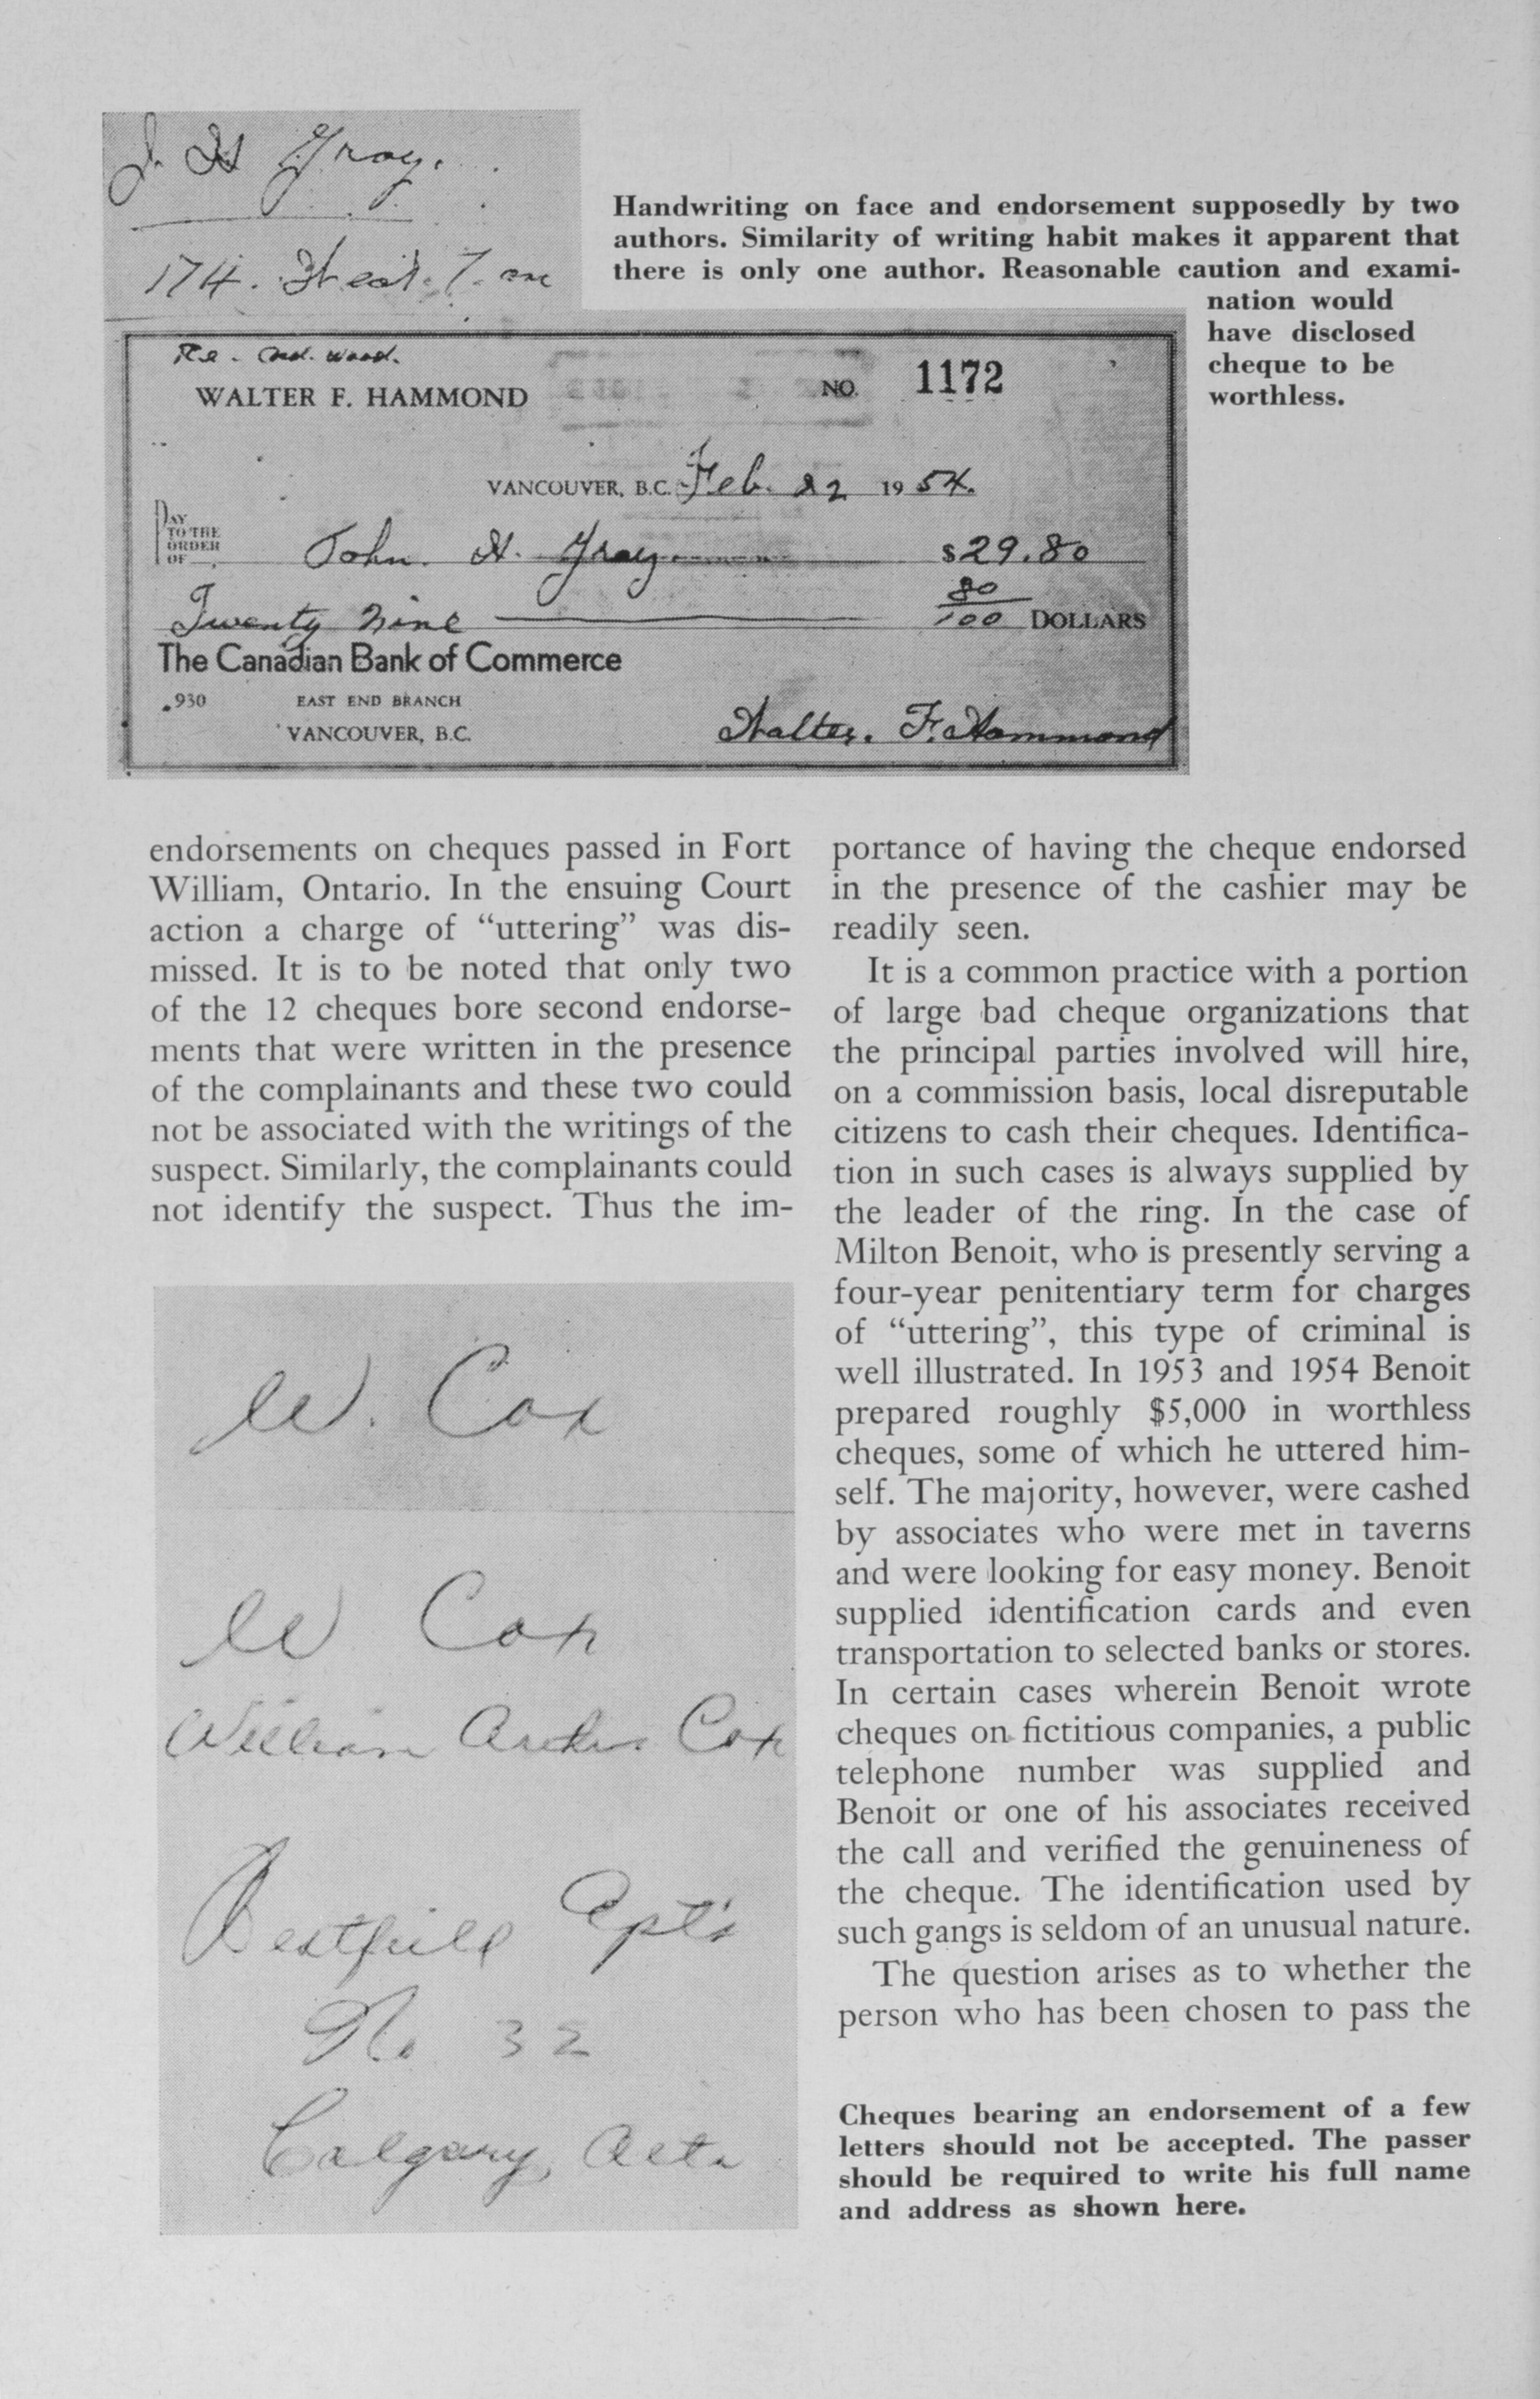 J. H Gray.
174. West. 7. ave
Handwriting on face and endorsement supposedly by two
authors. Similarity of writing habit makes it apparent that
there is only one author. Reasonable caution and exami-
nation would
have disclosed
cheque to be
worthless.
Re - Cord. Wood.
WALTER F. HAMMOND
NO. 1172
VANCOUVER, B.C. Feb. 22 19 54.
PAY
TO THE
ORDER
OF
John. H. Gray
$29.80
Twenty Nine 80/100 DOLLARS
The Canadian Bank of Commerce
930 EAST END BRANCH
VANCOUVER, B.C.
Walter. F. Hammond
endorsements on cheques passed in Fort
William, Ontario. In the ensuing Court
action a charge of “uttering” was dis-
missed. It is to be noted that only two
of the 12 cheques bore second endorse-
ments that were written in the presence
of the complainants and these two could
not be associated with the writings of the
suspect. Similarly, the complainants could
not identify the suspect. Thus the im-
W. Cox
W Cox
William Cox
Apt's
No. 32
Calgary, Alta
portance of having the cheque endorsed
in the presence of the cashier may be
readily seen.
It is a common practice with a portion
of large bad cheque organizations that
the principal parties involved will hire,
on a commission basis, local disreputable
citizens to cash their cheques. Identifica-
tion in such cases is always supplied by
the leader of the ring. In the case of
Milton Benoit, who is presently serving a
four-year penitentiary term for charges
of “uttering”, this type of criminal is
well illustrated. In 1953 and 1954 Benoit
prepared roughly $5,000 in worthless
cheques, some of which he uttered him-
self. The majority, however, were cashed
by associates who were met in taverns
and were looking for easy money. Benoit
supplied identification cards and even
transportation to selected banks or stores.
In certain cases wherein Benoit wrote
cheques on fictitious companies, a public
telephone number was supplied and
Benoit or one of his associates received
the call and verified the genuineness of
the cheque. The identification used by
such gangs is seldom of an unusual nature.
The question arises as to whether the
person who has been chosen to pass the
Cheques bearing an endorsement of a few
letters should not be accepted. The passer
should be required to write his full name
and address as shown here.